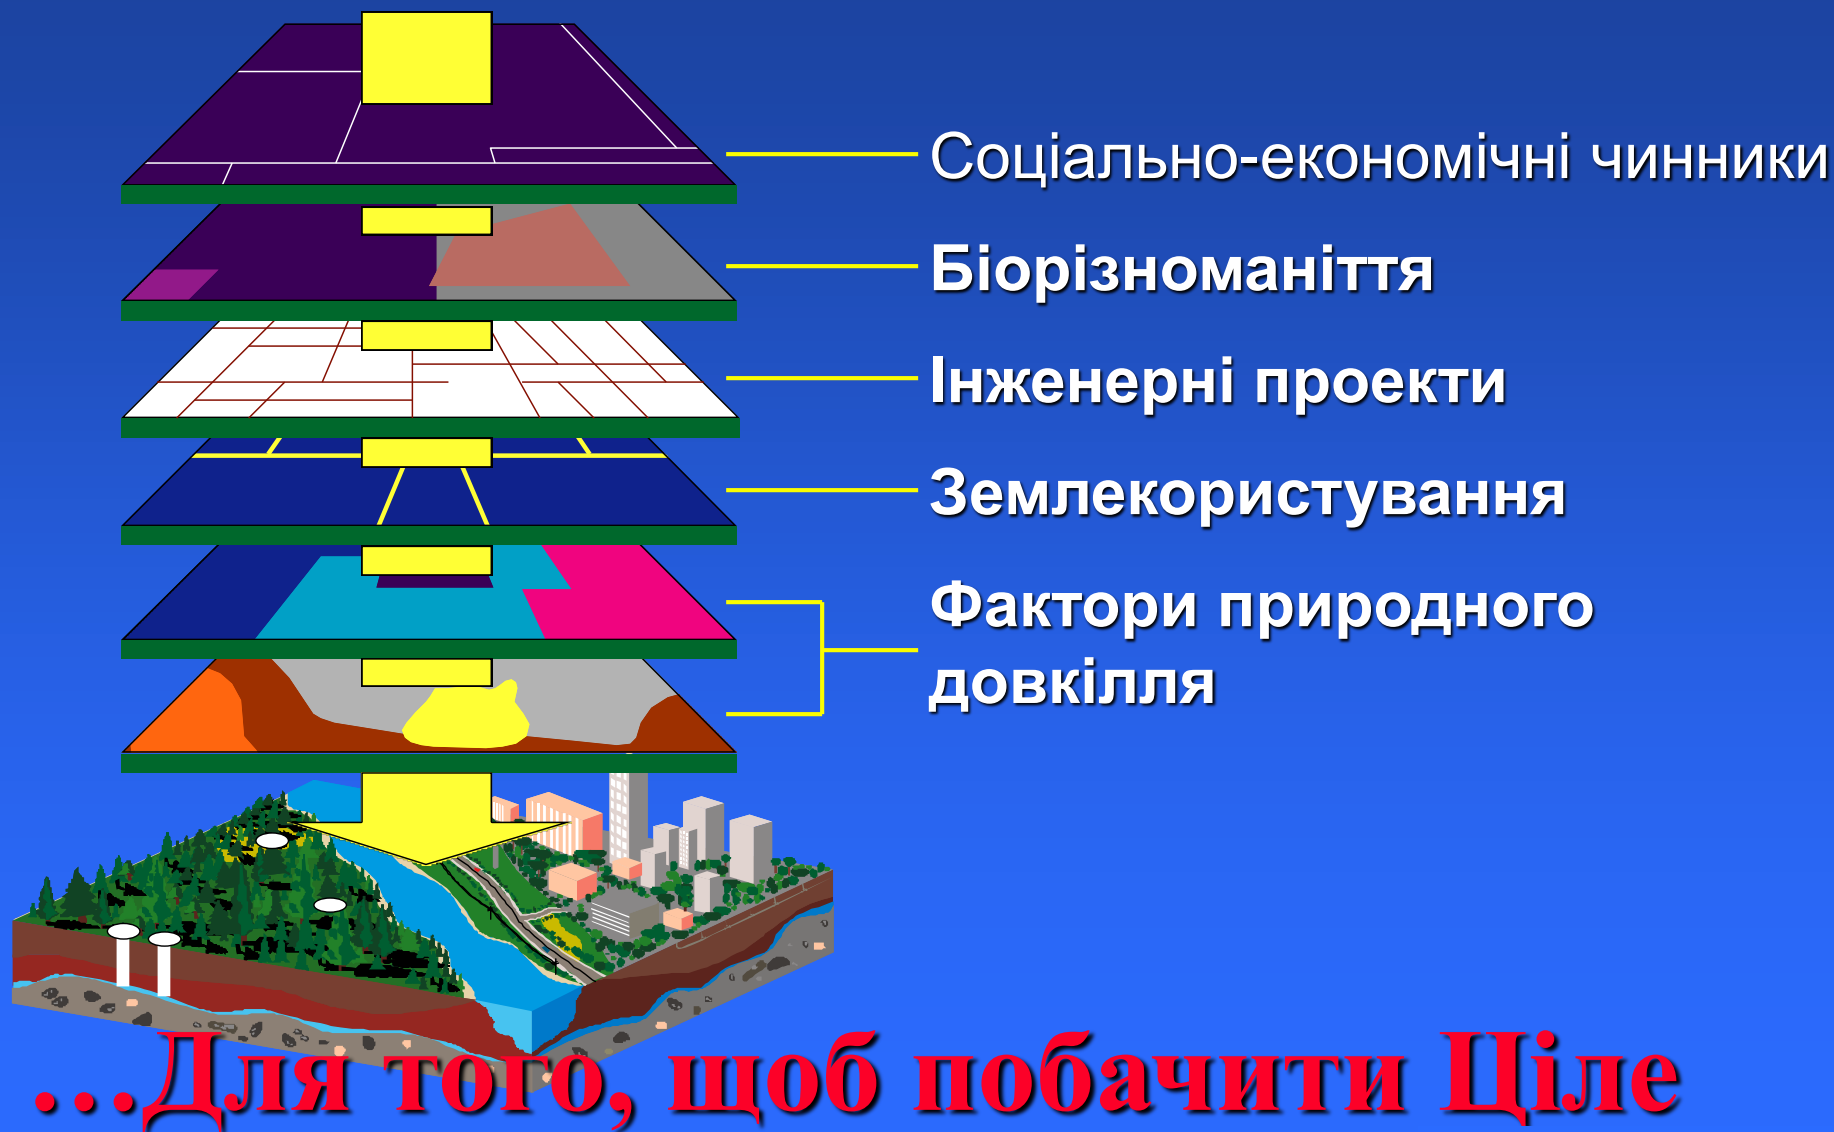 Соціально-економічні чинники
Біорізноманіття
Інженерні проекти
Землекористування
Фактори природного
довкілля
…Для того, щоб побачити Ціле